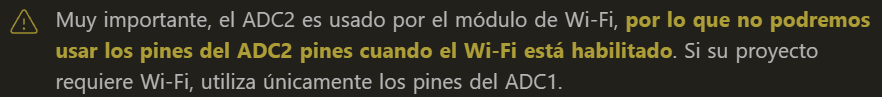 Muy importante, el ADC2 es usado por el módulo de Wi-Fi, por lo que no podremos
usar los pines del ADC2 pines cuando el Wi-Fi está habilitado. Si su proyecto
requiere Wi-Fi, utiliza únicamente los pines del ADC1.